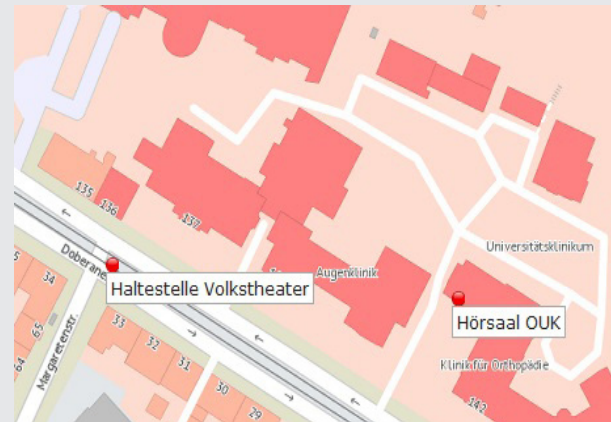 135
136
137
Doberane
Haltestelle Volkstheater
Augenklinik
Universitätsklinikum
Hörsaal OUK
Klinik für Orthopädie
142
34
65
64
Margaretenstr.
33
32
31
30
29